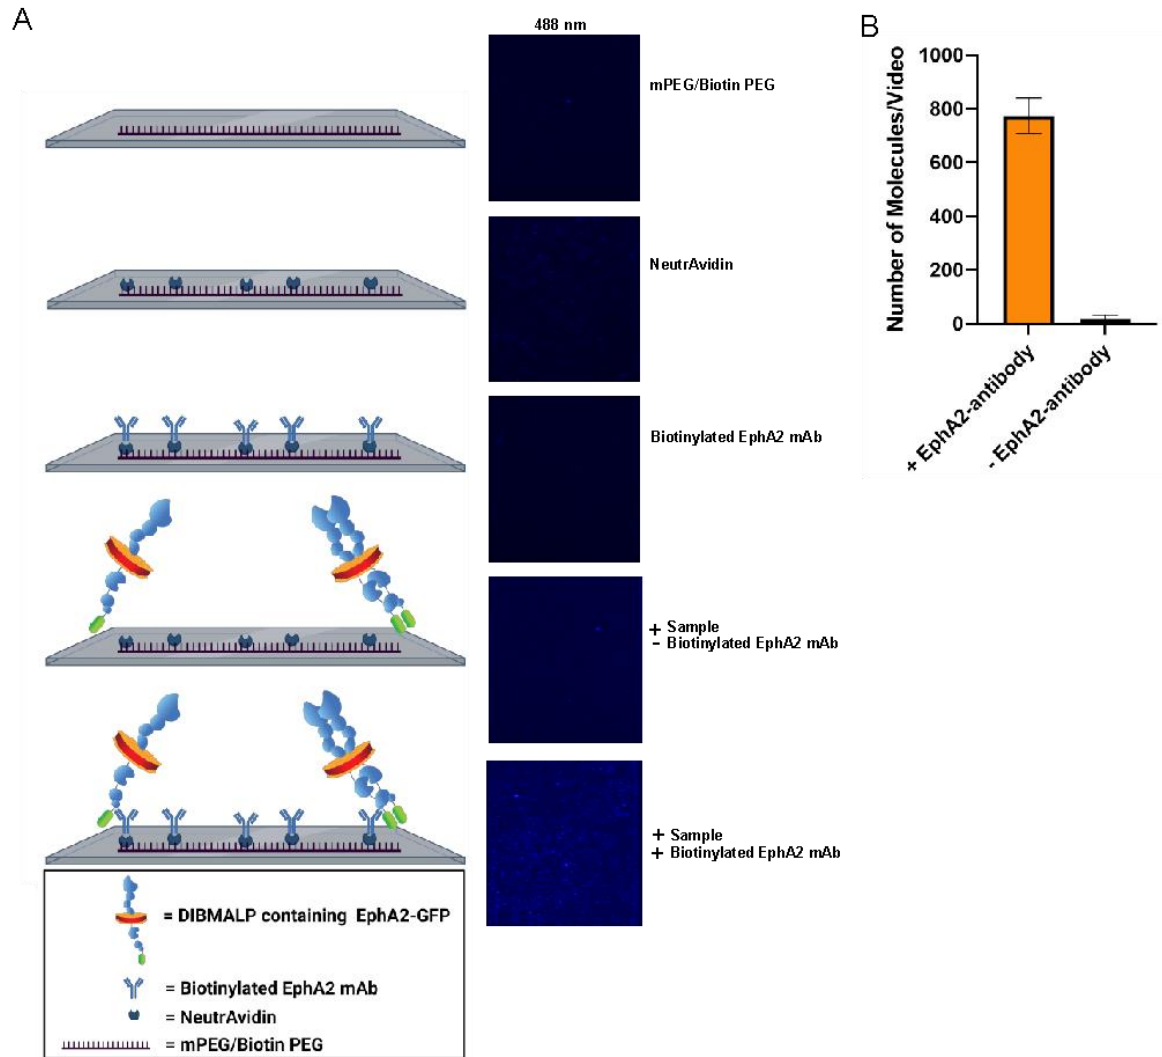 A
488 nm
mPEG/Biotin PEG
NeutrAvidin
Biotinylated EphA2 mAb
+ Sample
- Biotinylated EphA2 mAb
+ Sample
+ Biotinylated EphA2 mAb
= DIBMALP containing EphA2-GFP
= Biotinylated EphA2 mAb
= NeutrAvidin
= mPEG/Biotin PEG
B
Number of Molecules/Video
1000
800
600
400
200
0
+ EphA2-antibody
- EphA2-antibody